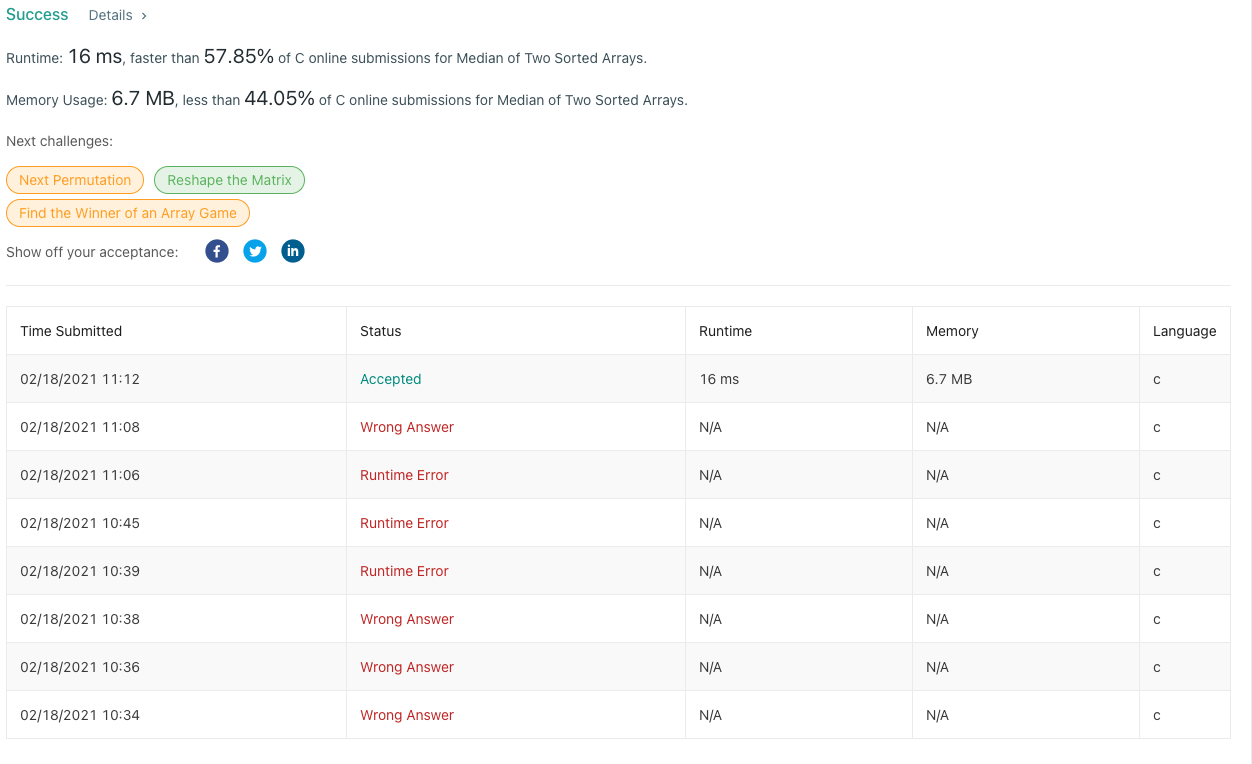 Success Details ›
Runtime: 16 ms, faster than 57.85% of C online submissions for Median of Two Sorted Arrays.
Memory Usage: 6.7 MB, less than 44.05% of C online submissions for Median of Two Sorted Arrays.
Next challenges:
Next Permutation Reshape the Matrix
Find the Winner of an Array Game
Show off your acceptance: f in
Time Submitted Status Runtime Memory Language
02/18/2021 11:12 Accepted 16 ms 6.7 MB c
02/18/2021 11:08 Wrong Answer N/A N/A c
02/18/2021 11:06 Runtime Error N/A N/A c
02/18/2021 10:45 Runtime Error N/A N/A c
02/18/2021 10:39 Runtime Error N/A N/A c
02/18/2021 10:38 Wrong Answer N/A N/A c
02/18/2021 10:36 Wrong Answer N/A N/A c
02/18/2021 10:34 Wrong Answer N/A N/A c